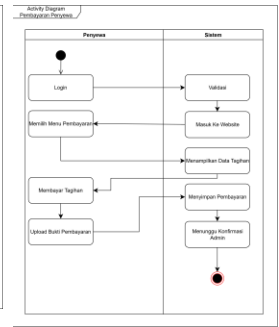 Activity Diagram
Pembayaran Penyewa
Penyewa
Sistem
Login
Validasi
Memilih Menu Pembayaran
Masuk Ke Website
Menampilkan Data Tagihan
Membayar Tagihan
Menyimpan Pembayaran
Upload Bukti Pembayaran
Menunggu Konfirmasi
Admin